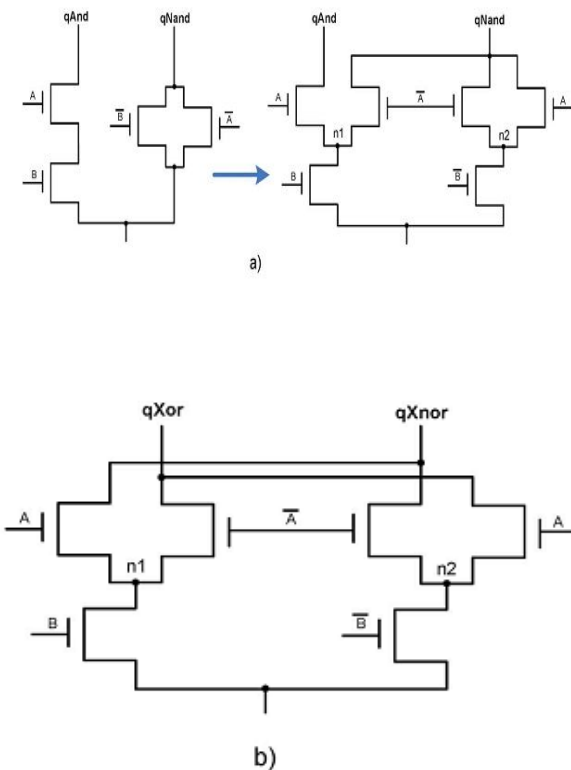 qAnd qNand qAnd qNand
A B̅ A̅ A A̅ A
n1 n2
B B B̅
a)
qXor qXnor
A A̅ A
n1 n2
B B̅
b)